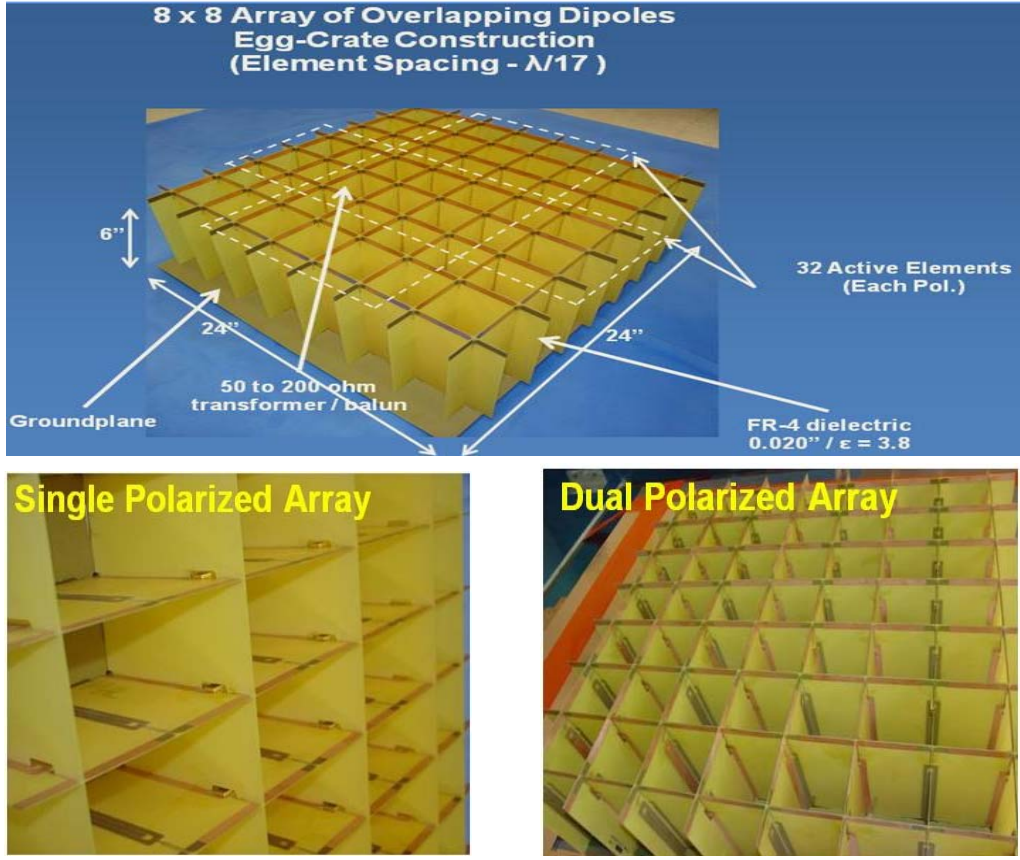 8 x 8 Array of Overlapping Dipoles
Egg-Crate Construction
(Element Spacing - λ/17 )
6”
32 Active Elements
(Each Pol.)
24”
24”
50 to 200 ohm
transformer / balun
Groundplane
FR-4 dielectric
0.020” / ε = 3.8
Single Polarized Array
Dual Polarized Array